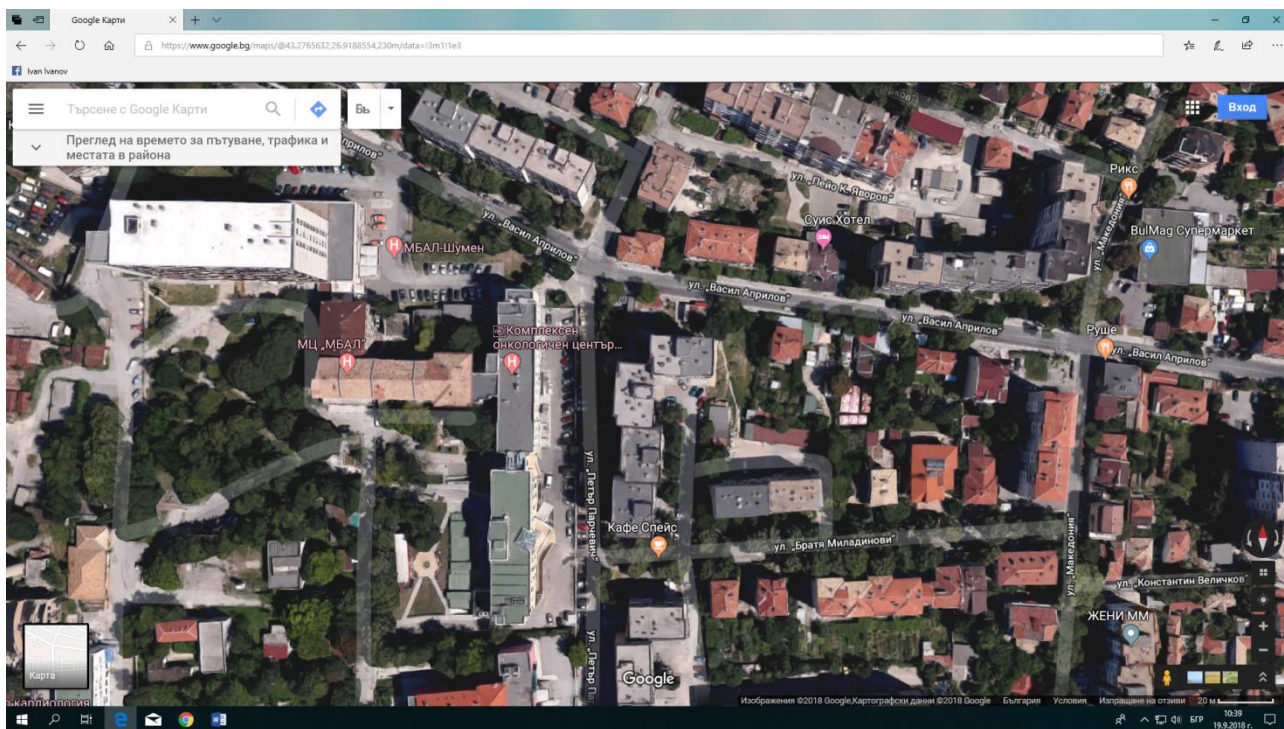 Google Карти
https://www.google.bg/maps/@43.2765632,26.9188554,230m/data=!3m1!1e3
Ivan Ivanov
Търсене с Google Карти
Бь
Вход
Преглед на времето за пътуване, трафика и
местата в района
Рикс
ул. „Пейо К. Яворов"
Суис Хотел
ул. „Македония"
BulMag Супермаркет
МБАЛ-Шумен
ул. „Васил Априлов"
ул. „Васил Априлов"
ул. „Васил Априлов"
Руше
ул. „Васил Априлов"
МЦ „МБАЛ"
Комплексен
онкологичен център...
ул. „Петър Парчевич"
Кафе Спейс
ул. „Братя Миладинови"
ул. „Македония"
ул. „Константин Величков"
ЖЕНИ ММ
ул. „Петър Па
Карта
Google
кардиология
Изображения ©2018 Google,Картографски данни ©2018 Google България Условия Изпращане на отзиви 20 м
БГР
10:39
19.9.2018 г.